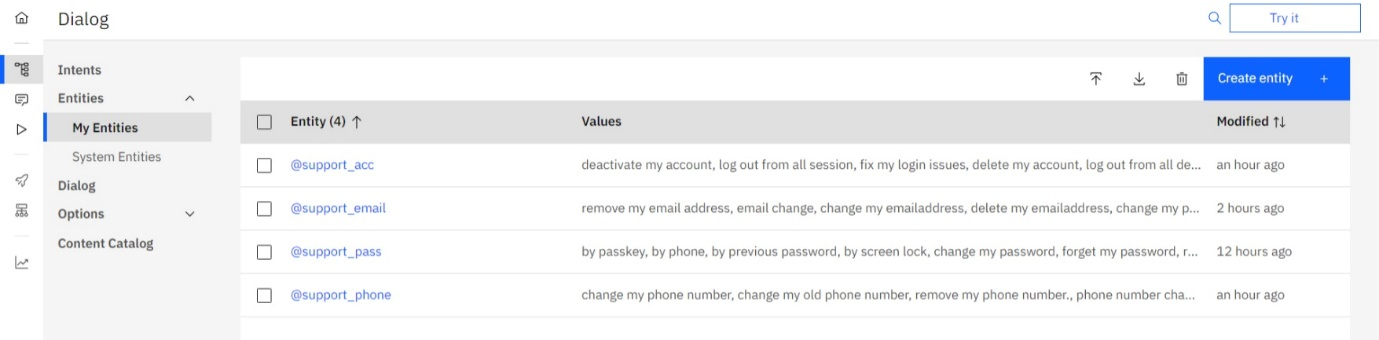 Dialog
Try it
Intents
Entities
My Entities
System Entities
Dialog
Options
Content Catalog
Create entity +
Entity (4) ↑ Values Modified ↑↓
@support_acc deactivate my account, log out from all session, fix my login issues, delete my account, log out from all de... an hour ago
@support_email remove my email address, email change, change my emailaddress, delete my emailaddress, change my p... 2 hours ago
@support_pass by passkey, by phone, by previous password, by screen lock, change my password, forget my password, r... 12 hours ago
@support_phone change my phone number, change my old phone number, remove my phone number., phone number cha... an hour ago